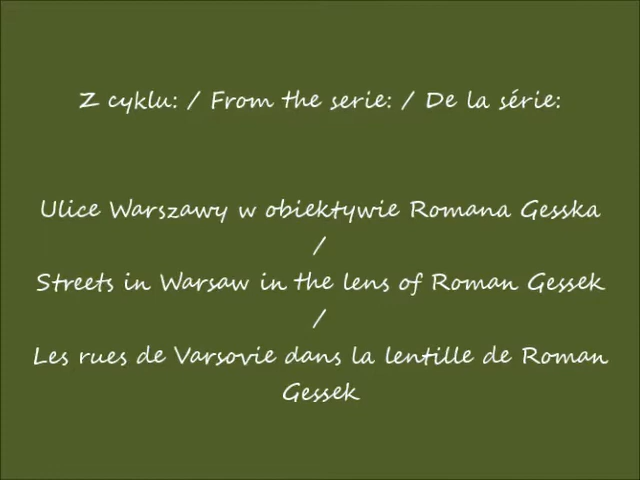 Z cyklu: / From the serie: / De la série:
Ulice Warszawy w obiektywie Romana Gesska
/
Streets in Warsaw in the lens of Roman Gessek
/
Les rues de Varsovie dans la lentille de Roman
Gessek